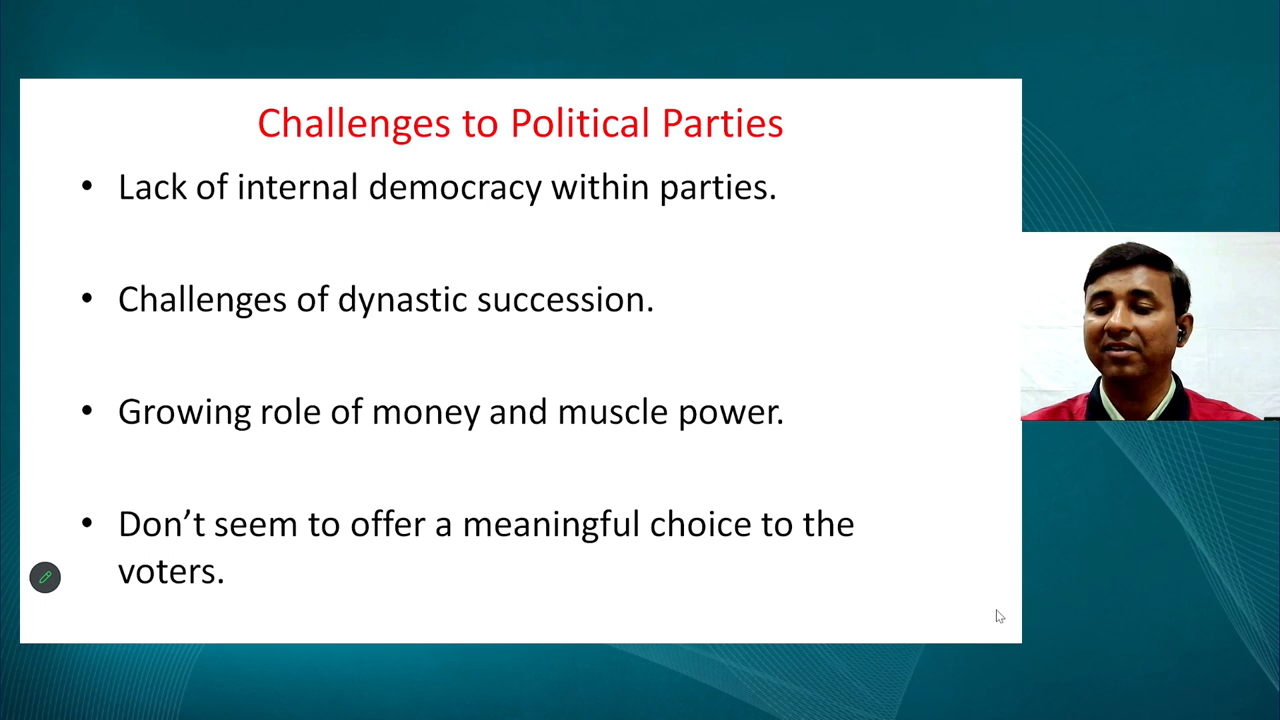 Challenges to Political Parties
• Lack of internal democracy within parties.
• Challenges of dynastic succession.
• Growing role of money and muscle power.
• Don’t seem to offer a meaningful choice to the
voters.